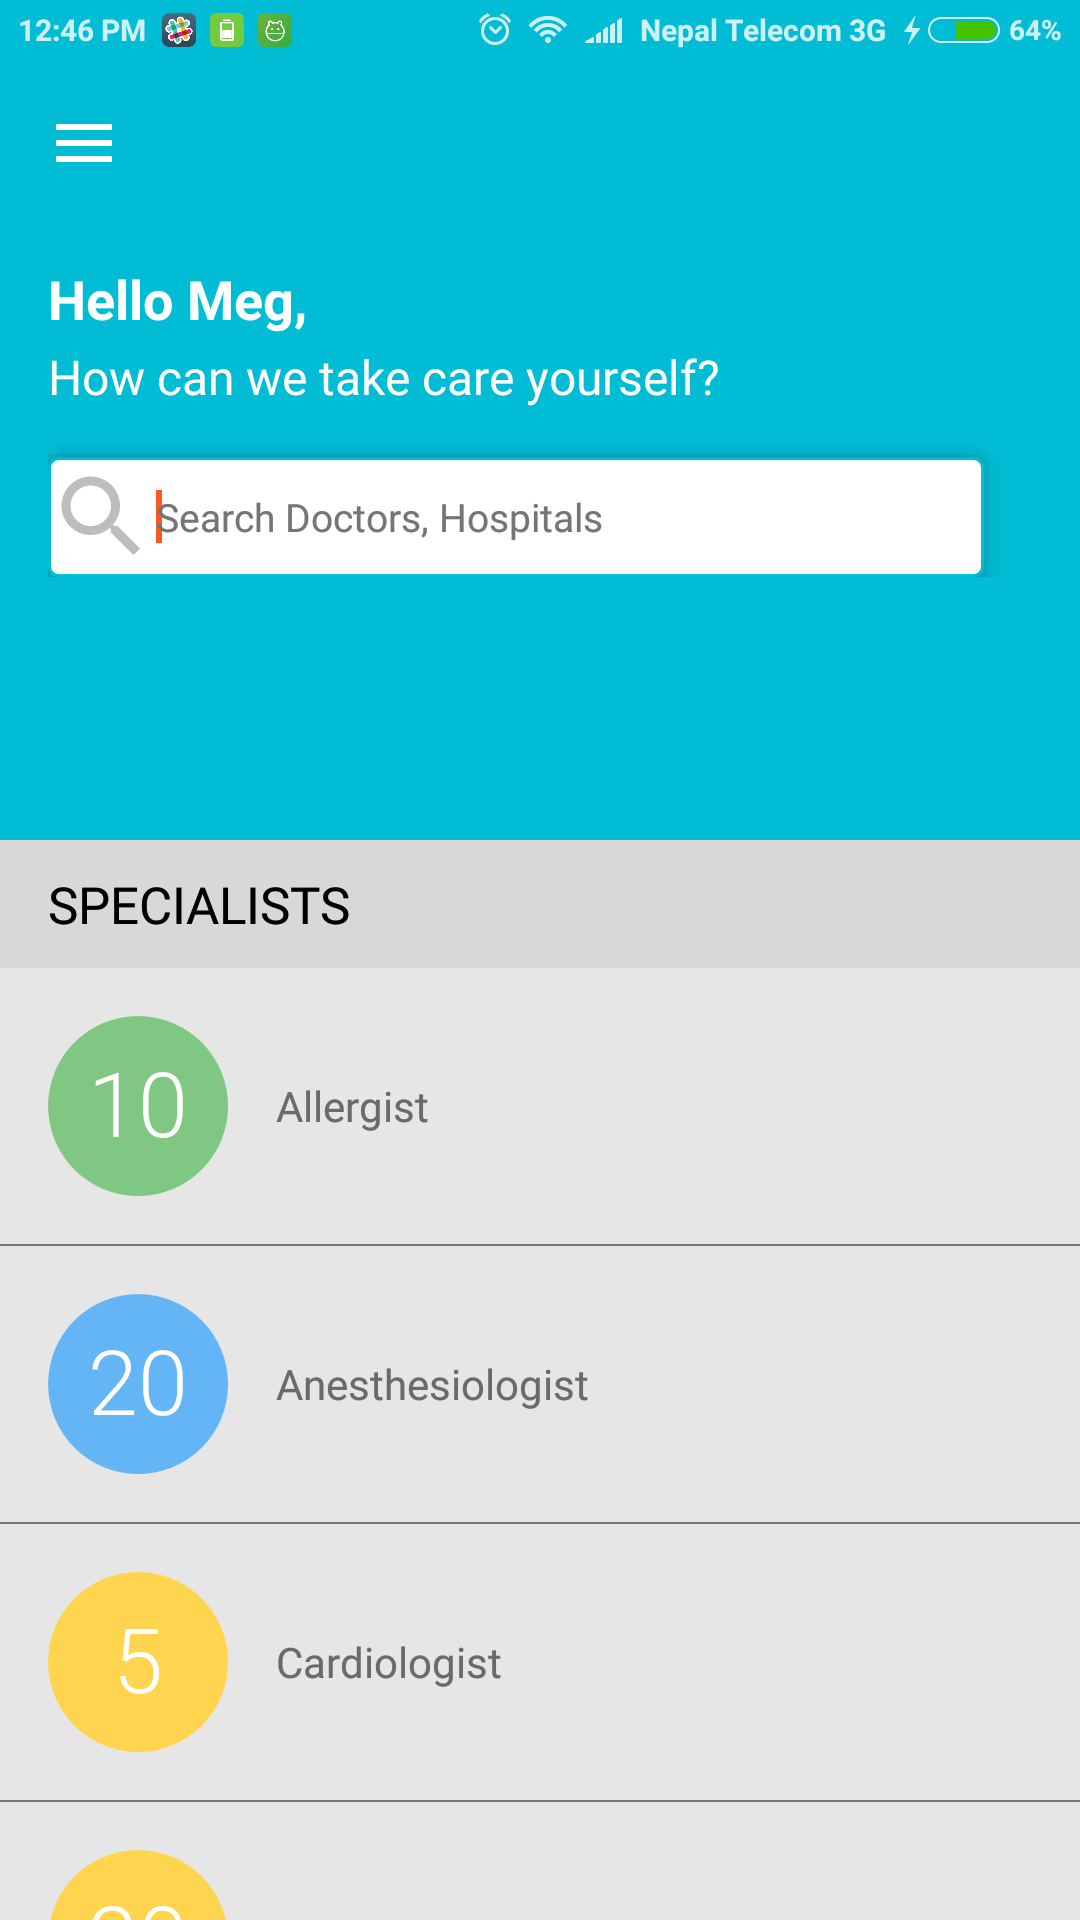 12:46 PM
Nepal Telecom 3G
64%
Hello Meg,
How can we take care yourself?
Search Doctors, Hospitals
SPECIALISTS
10
Allergist
20
Anesthesiologist
5
Cardiologist